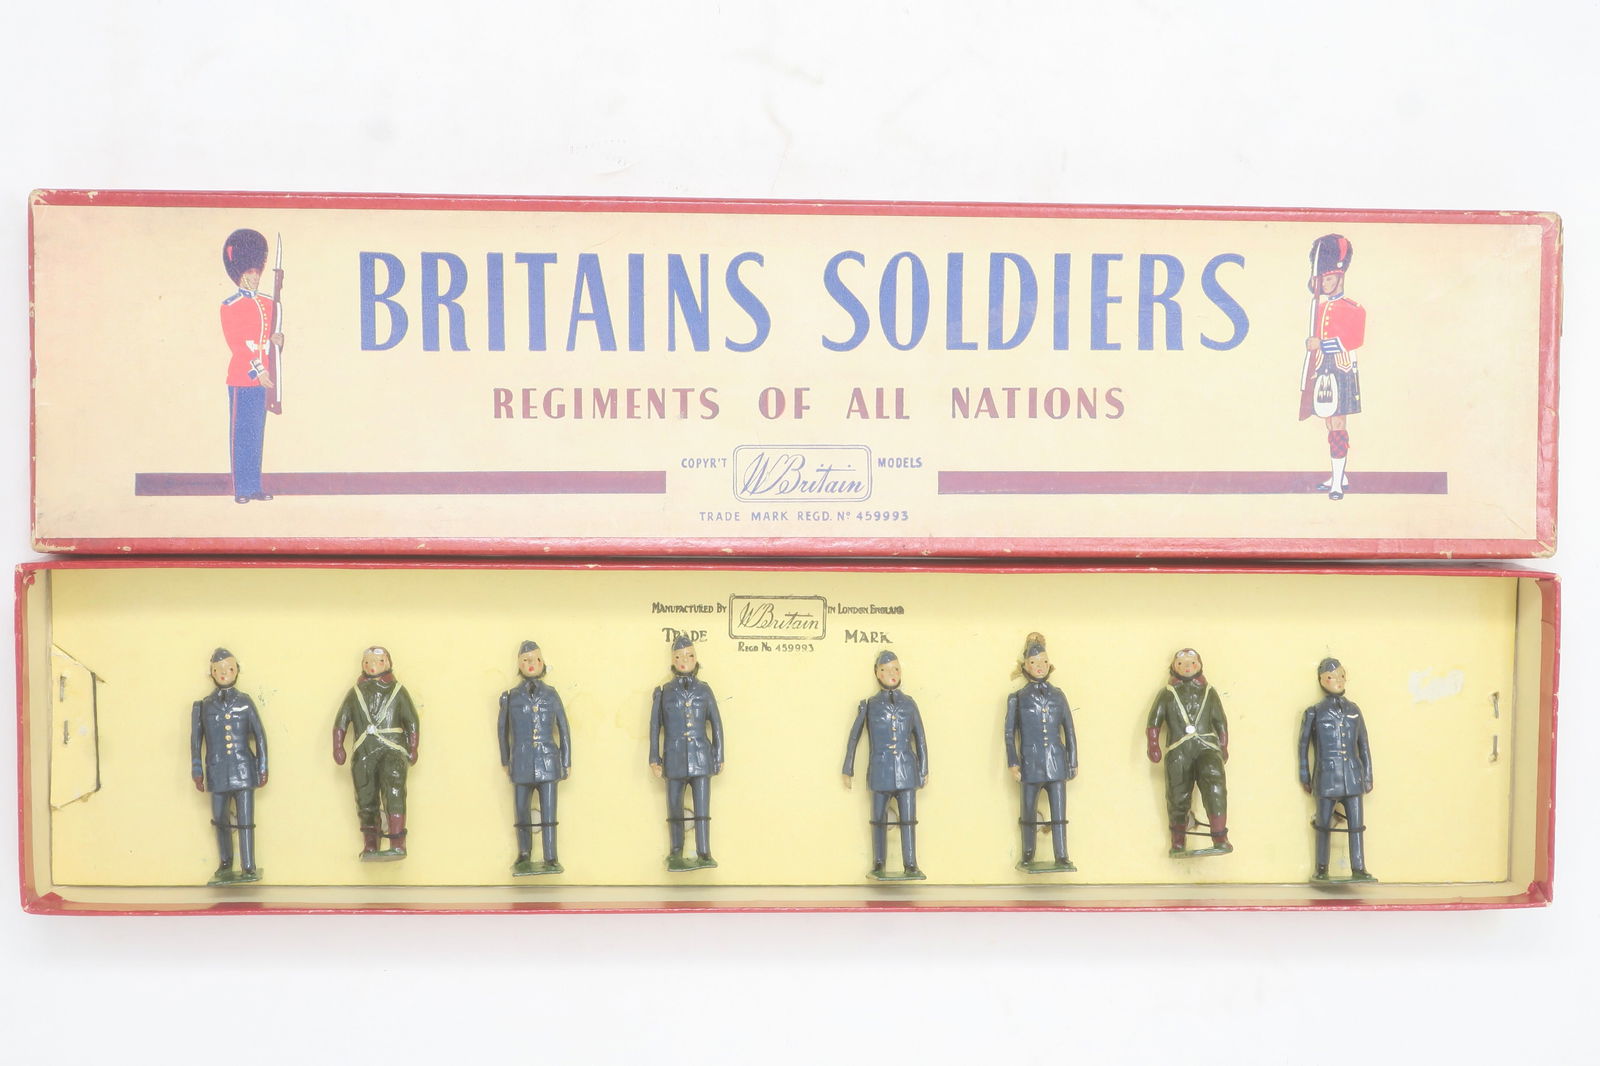 BRITAINS SOLDIERS
REGIMENTS OF ALL NATIONS
COPYR'T W Britain MODELS
TRADE MARK REGD. Nº 459993
MANUFACTURED BY W Britain IN LONDON ENGLAND
TRADE MARK
REGD No 459993